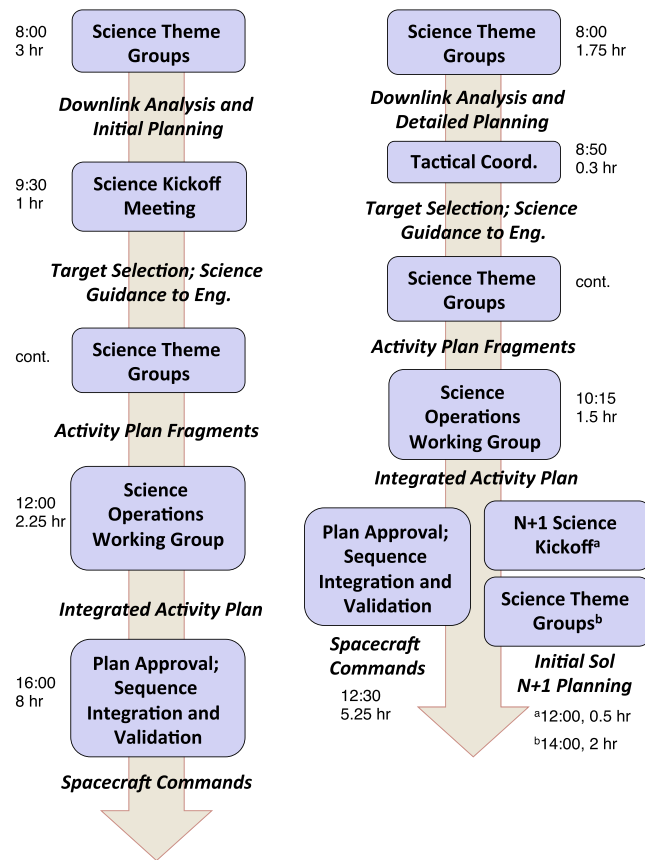 8:00
3 hr
Science Theme
Groups
Downlink Analysis and
Initial Planning
9:30
1 hr
Science Kickoff
Meeting
Target Selection; Science
Guidance to Eng.
cont.
Science Theme
Groups
Activity Plan Fragments
12:00
2.25 hr
Science
Operations
Working Group
Integrated Activity Plan
16:00
8 hr
Plan Approval;
Sequence
Integration and
Validation
Spacecraft Commands
Science Theme
Groups
8:00
1.75 hr
Downlink Analysis and
Detailed Planning
Tactical Coord.
8:50
0.3 hr
Target Selection; Science
Guidance to Eng.
Science Theme
Groups
cont.
Activity Plan Fragments
Science
Operations
Working Group
10:15
1.5 hr
Integrated Activity Plan
Plan Approval;
Sequence
Integration and
Validation
Spacecraft
Commands
12:30
5.25 hr
N+1 Science
Kickoffᵃ
Science Theme
Groupsᵇ
Initial Sol
N+1 Planning
ᵃ12:00, 0.5 hr
ᵇ14:00, 2 hr